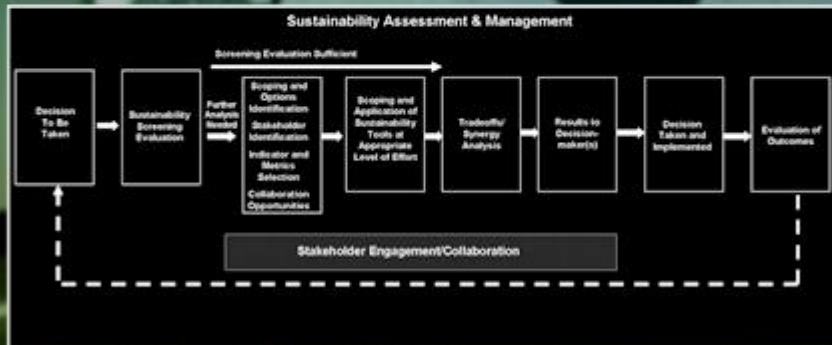 Sustainability Assessment & Management
Screening Evaluation Sufficient
Decision
To Be
Taken
Sustainability
Screening
Evaluation
Further
Analysis
Needed
Scoping and
Options
Identification
Stakeholder
Identification
Indicator and
Metrics
Selection
Collaboration
Opportunities
Scoping and
Application of
Sustainability
Tools at
Appropriate
Level of Effort
Tradeoffs/
Synergy
Analysis
Results to
Decision-
maker(s)
Decision
Taken and
Implemented
Evaluation of
Outcomes
Stakeholder Engagement/Collaboration